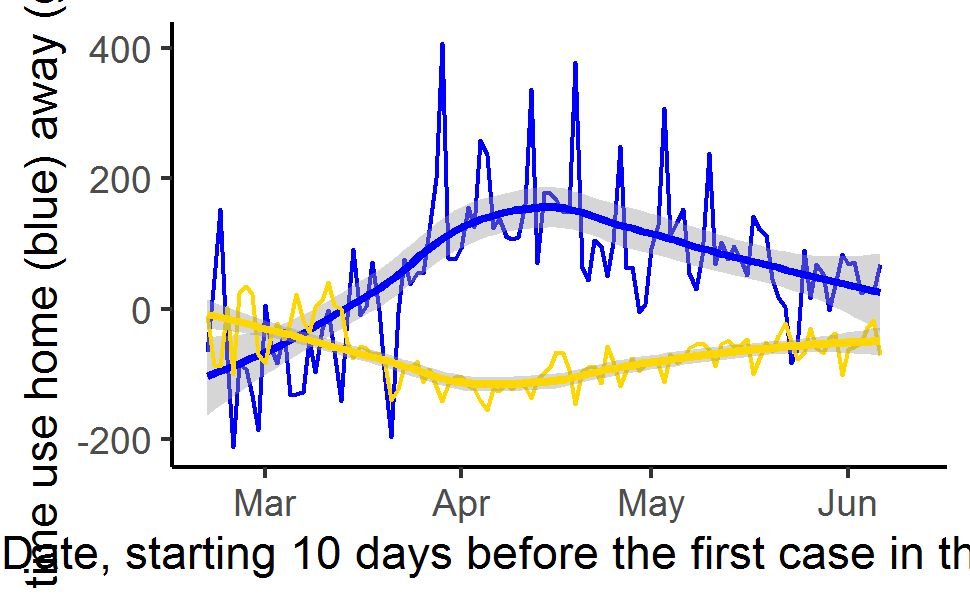 time use home (blue) away (
400
200
0
-200
Mar Apr May Jun
Date, starting 10 days before the first case in th